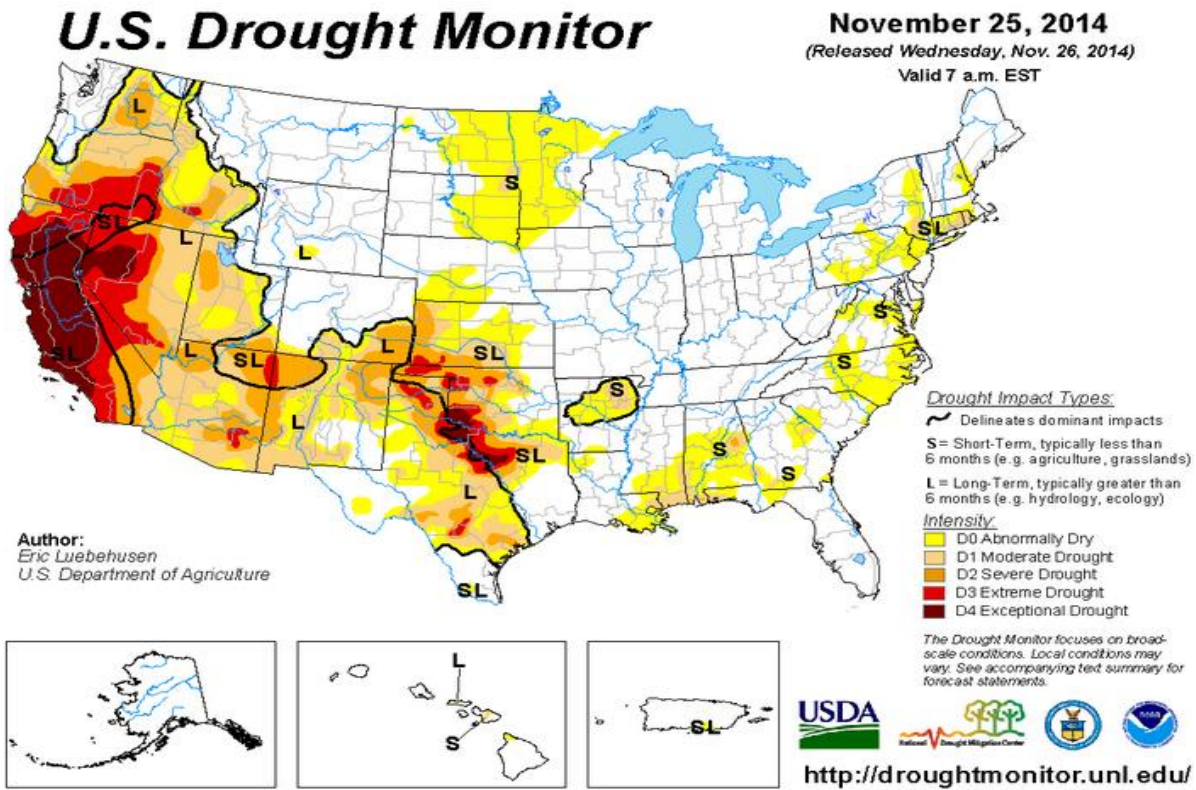 U.S. Drought Monitor
November 25, 2014
(Released Wednesday, Nov. 26, 2014)
Valid 7 a.m. EST
L
S
SL
SL
L
L
S
S
SL
L
L
SL
SL
S
L
S
SL
L
S
SL
Drought Impact Types:
Delineates dominant impacts
S = Short-Term, typically less than
6 months (e.g. agriculture, grasslands)
L = Long-Term, typically greater than
6 months (e.g. hydrology, ecology)
Intensity:
D0 Abnormally Dry
D1 Moderate Drought
D2 Severe Drought
D3 Extreme Drought
D4 Exceptional Drought
Author:
Eric Luebehusen
U.S. Department of Agriculture
The Drought Monitor focuses on broad-
scale conditions. Local conditions may
vary. See accompanying text summary for
forecast statements.
L
S
SL
USDA
National Drought Mitigation Center
http://droughtmonitor.unl.edu/